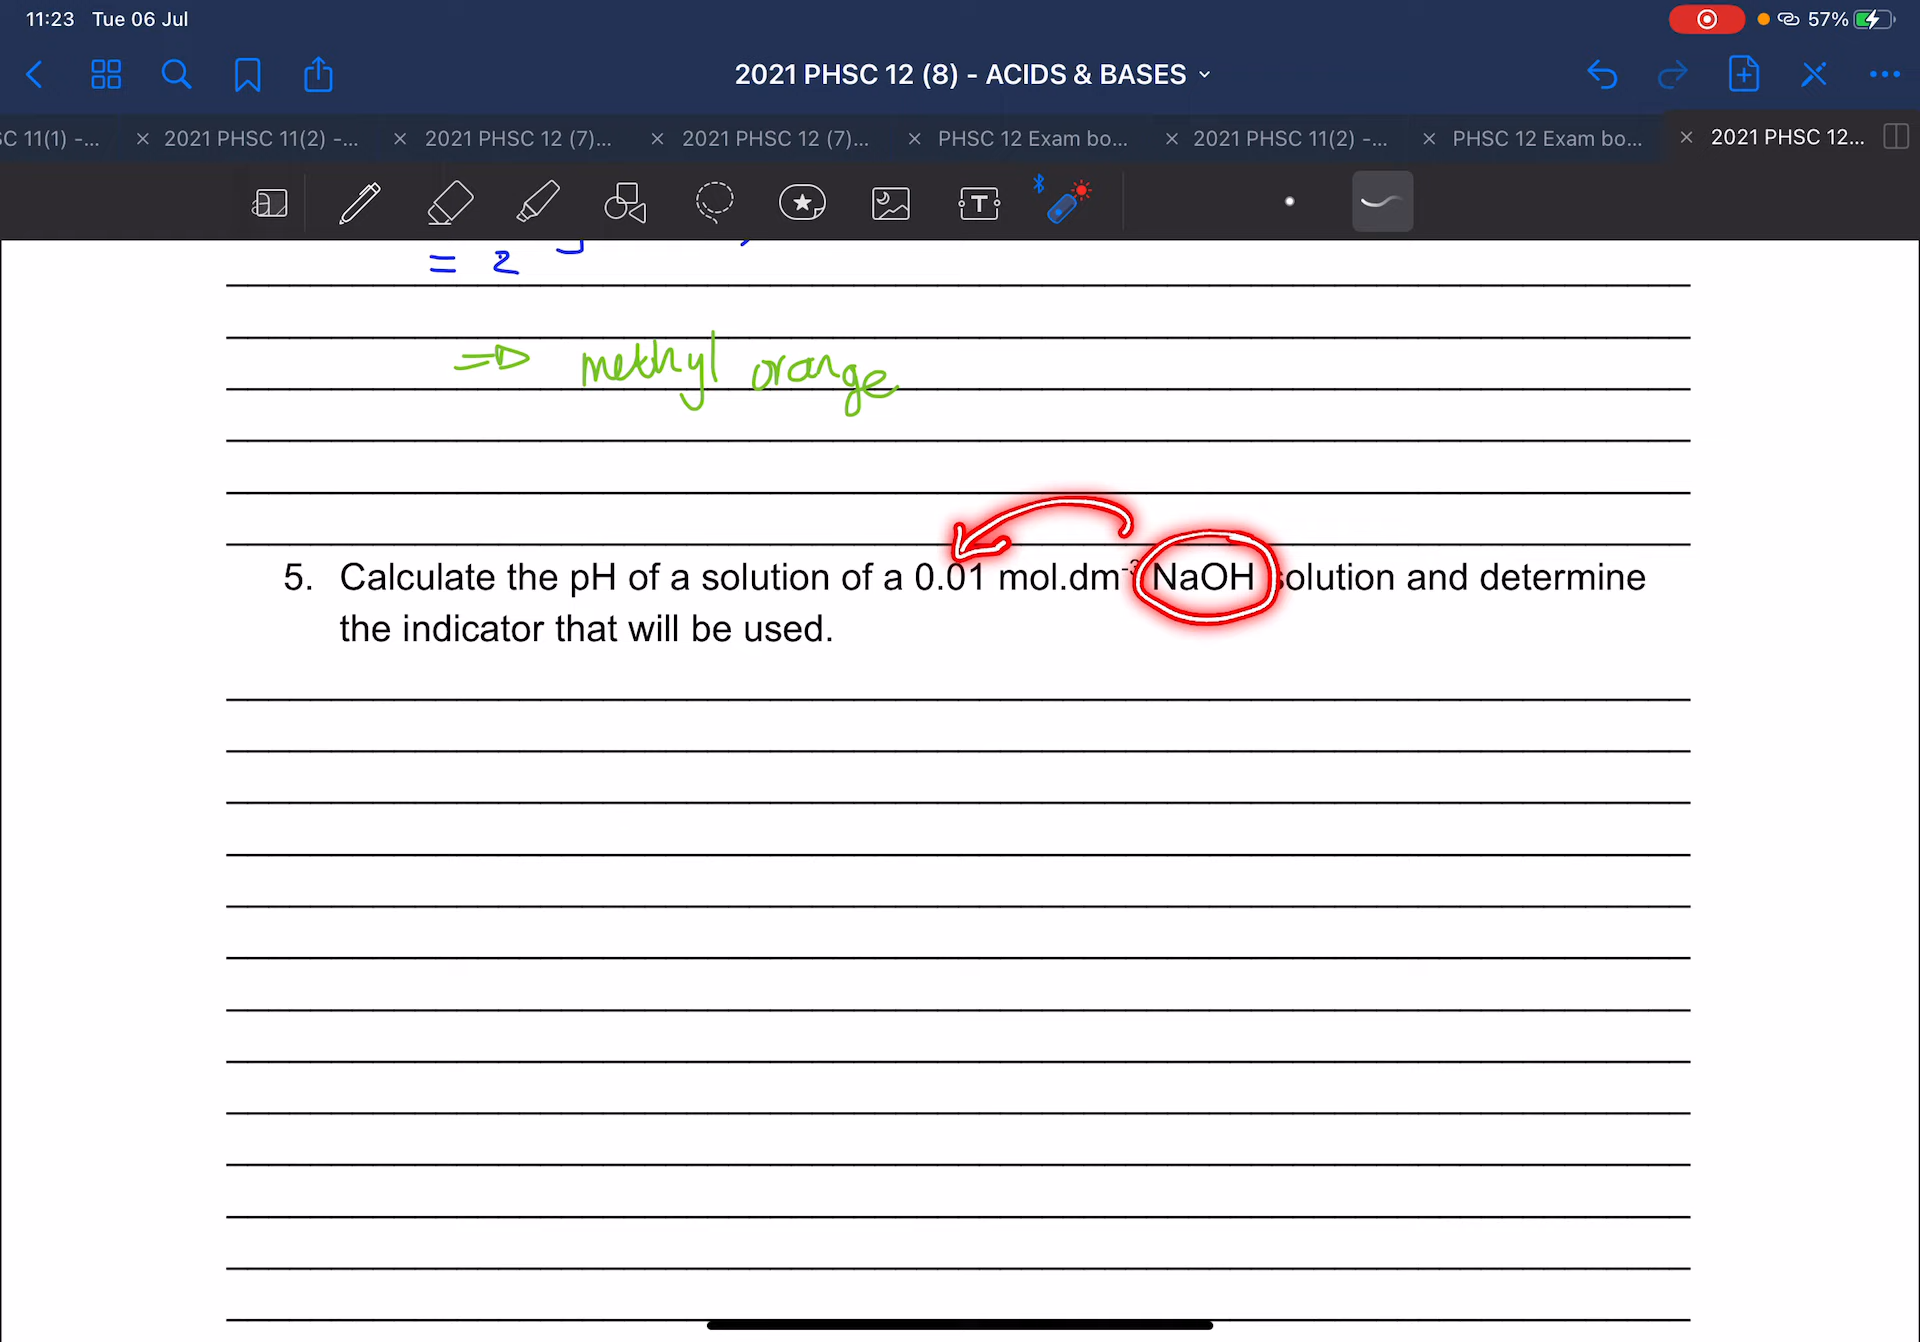 11:23 Tue 06 Jul 57%
2021 PHSC 12 (8) - ACIDS & BASES
C 11(1) -... 2021 PHSC 11(2) -... 2021 PHSC 12 (7)... 2021 PHSC 12 (7)... PHSC 12 Exam bo... 2021 PHSC 11(2) -... PHSC 12 Exam bo... 2021 PHSC 12...
= 2
⇒ methyl orange
5. Calculate the pH of a solution of a 0.01 mol.dm⁻³ NaOH solution and determine
the indicator that will be used.